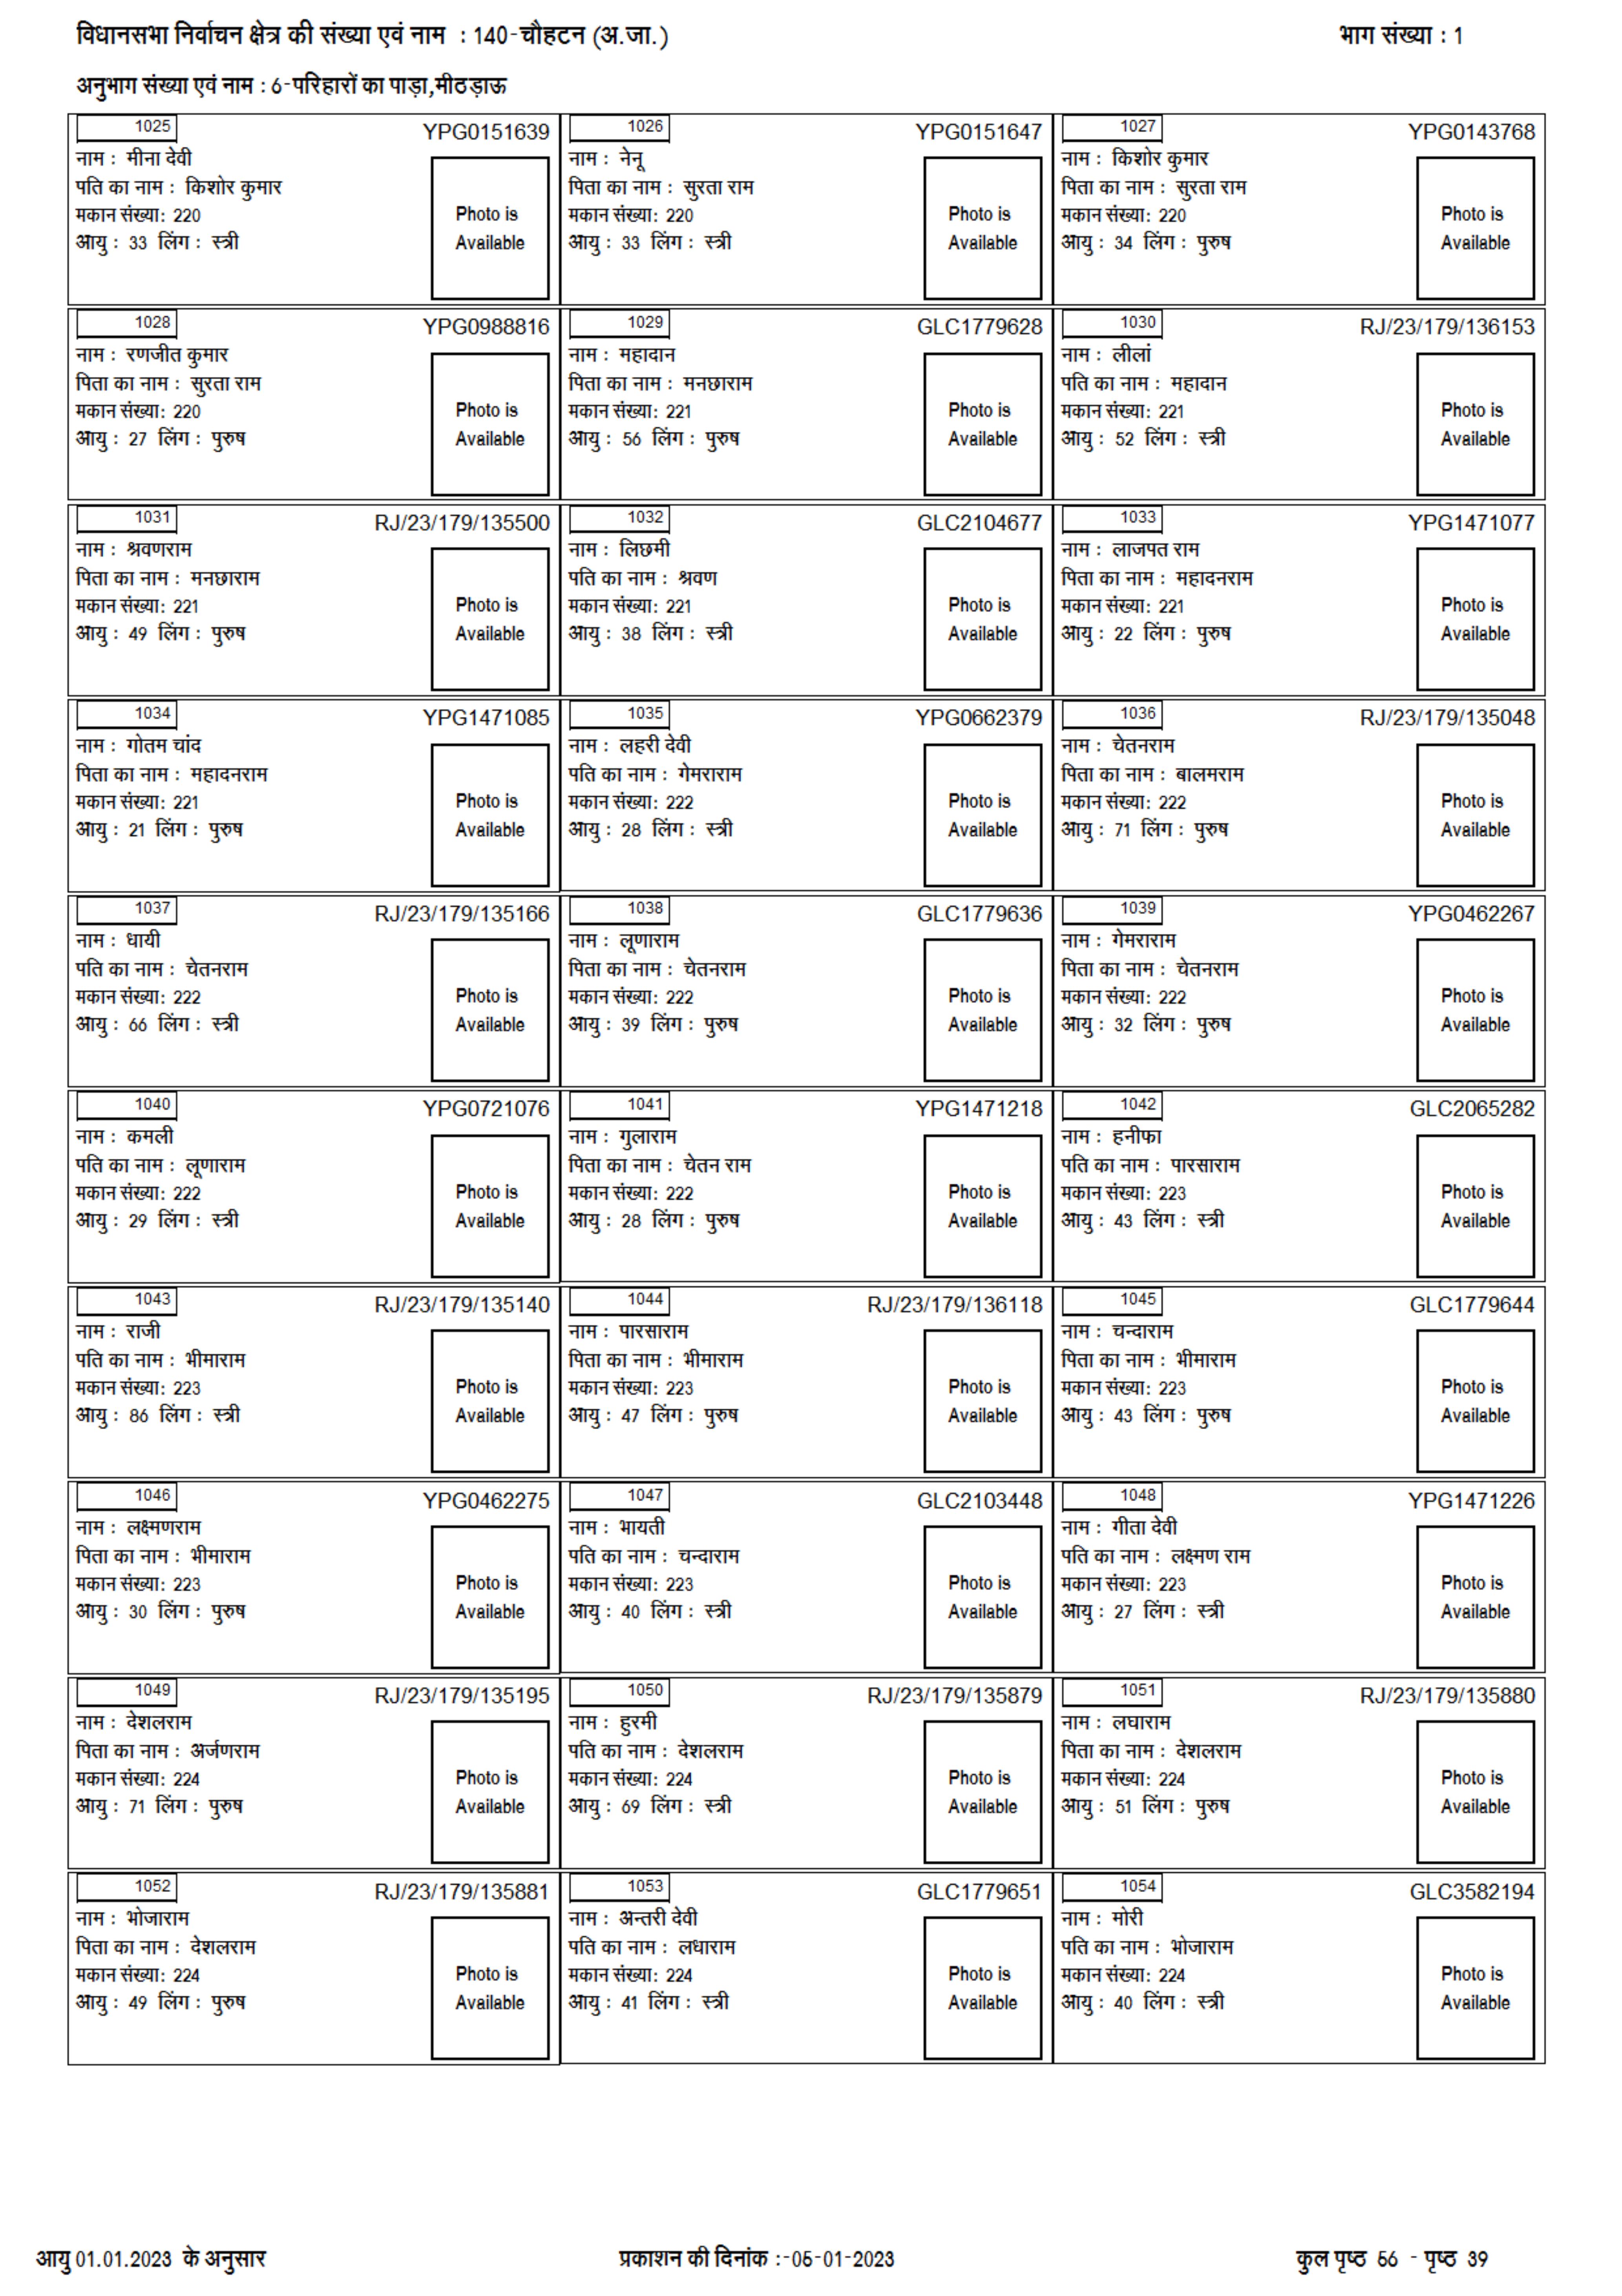 विधानसभा निर्वाचन क्षेत्र की संख्या एवं नाम : 140-चौहटन (अ.जा.) भाग संख्या : 1
अनुभाग संख्या एवं नाम : 6-परिहारों का पाड़ा,मीठड़ाऊ
1025 YPG0151639
नाम : मीना देवी
पति का नाम : किशोर कुमार
मकान संख्या: 220
आयु : 33 लिंग : स्त्री
Photo is
Available
1026 YPG0151647
नाम : नेनू
पिता का नाम : सुरता राम
मकान संख्या: 220
आयु : 33 लिंग : स्त्री
Photo is
Available
1027 YPG0143768
नाम : किशोर कुमार
पिता का नाम : सुरता राम
मकान संख्या: 220
आयु : 34 लिंग : पुरुष
Photo is
Available
1028 YPG0988816
नाम : रणजीत कुमार
पिता का नाम : सुरता राम
मकान संख्या: 220
आयु : 27 लिंग : पुरुष
Photo is
Available
1029 GLC1779628
नाम : महादान
पिता का नाम : मनछाराम
मकान संख्या: 221
आयु : 56 लिंग : पुरुष
Photo is
Available
1030 RJ/23/179/136153
नाम : लीलां
पति का नाम : महादान
मकान संख्या: 221
आयु : 52 लिंग : स्त्री
Photo is
Available
1031 RJ/23/179/135500
नाम : श्रवणराम
पिता का नाम : मनछाराम
मकान संख्या: 221
आयु : 49 लिंग : पुरुष
Photo is
Available
1032 GLC2104677
नाम : लिछमी
पति का नाम : श्रवण
मकान संख्या: 221
आयु : 38 लिंग : स्त्री
Photo is
Available
1033 YPG1471077
नाम : लाजपत राम
पिता का नाम : महादनराम
मकान संख्या: 221
आयु : 22 लिंग : पुरुष
Photo is
Available
1034 YPG1471085
नाम : गोतम चांद
पिता का नाम : महादनराम
मकान संख्या: 221
आयु : 21 लिंग : पुरुष
Photo is
Available
1035 YPG0662379
नाम : लहरी देवी
पति का नाम : गेमराराम
मकान संख्या: 222
आयु : 28 लिंग : स्त्री
Photo is
Available
1036 RJ/23/179/135048
नाम : चेतनराम
पिता का नाम : बालमराम
मकान संख्या: 222
आयु : 71 लिंग : पुरुष
Photo is
Available
1037 RJ/23/179/135166
नाम : धायी
पति का नाम : चेतनराम
मकान संख्या: 222
आयु : 66 लिंग : स्त्री
Photo is
Available
1038 GLC1779636
नाम : लूणाराम
पिता का नाम : चेतनराम
मकान संख्या: 222
आयु : 39 लिंग : पुरुष
Photo is
Available
1039 YPG0462267
नाम : गेमराराम
पिता का नाम : चेतनराम
मकान संख्या: 222
आयु : 32 लिंग : पुरुष
Photo is
Available
1040 YPG0721076
नाम : कमली
पति का नाम : लूणाराम
मकान संख्या: 222
आयु : 29 लिंग : स्त्री
Photo is
Available
1041 YPG1471218
नाम : गुलाराम
पिता का नाम : चेतन राम
मकान संख्या: 222
आयु : 28 लिंग : पुरुष
Photo is
Available
1042 GLC2065282
नाम : हनीफा
पति का नाम : पारसाराम
मकान संख्या: 223
आयु : 43 लिंग : स्त्री
Photo is
Available
1043 RJ/23/179/135140
नाम : राजी
पति का नाम : भीमाराम
मकान संख्या: 223
आयु : 86 लिंग : स्त्री
Photo is
Available
1044 RJ/23/179/136118
नाम : पारसाराम
पिता का नाम : भीमाराम
मकान संख्या: 223
आयु : 47 लिंग : पुरुष
Photo is
Available
1045 GLC1779644
नाम : चन्दाराम
पिता का नाम : भीमाराम
मकान संख्या: 223
आयु : 43 लिंग : पुरुष
Photo is
Available
1046 YPG0462275
नाम : लक्ष्मणराम
पिता का नाम : भीमाराम
मकान संख्या: 223
आयु : 30 लिंग : पुरुष
Photo is
Available
1047 GLC2103448
नाम : भायती
पति का नाम : चन्दाराम
मकान संख्या: 223
आयु : 40 लिंग : स्त्री
Photo is
Available
1048 YPG1471226
नाम : गीता देवी
पति का नाम : लक्ष्मण राम
मकान संख्या: 223
आयु : 27 लिंग : स्त्री
Photo is
Available
1049 RJ/23/179/135195
नाम : देशलराम
पिता का नाम : अर्जणराम
मकान संख्या: 224
आयु : 71 लिंग : पुरुष
Photo is
Available
1050 RJ/23/179/135879
नाम : हुरमी
पति का नाम : देशलराम
मकान संख्या: 224
आयु : 69 लिंग : स्त्री
Photo is
Available
1051 RJ/23/179/135880
नाम : लघाराम
पिता का नाम : देशलराम
मकान संख्या: 224
आयु : 51 लिंग : पुरुष
Photo is
Available
1052 RJ/23/179/135881
नाम : भोजाराम
पिता का नाम : देशलराम
मकान संख्या: 224
आयु : 49 लिंग : पुरुष
Photo is
Available
1053 GLC1779651
नाम : अन्तरी देवी
पति का नाम : लधाराम
मकान संख्या: 224
आयु : 41 लिंग : स्त्री
Photo is
Available
1054 GLC3582194
नाम : मोरी
पति का नाम : भोजाराम
मकान संख्या: 224
आयु : 40 लिंग : स्त्री
Photo is
Available
आयु 01.01.2023 के अनुसार प्रकाशन की दिनांक :-05-01-2023 कुल पृष्ठ 56 - पृष्ठ 39